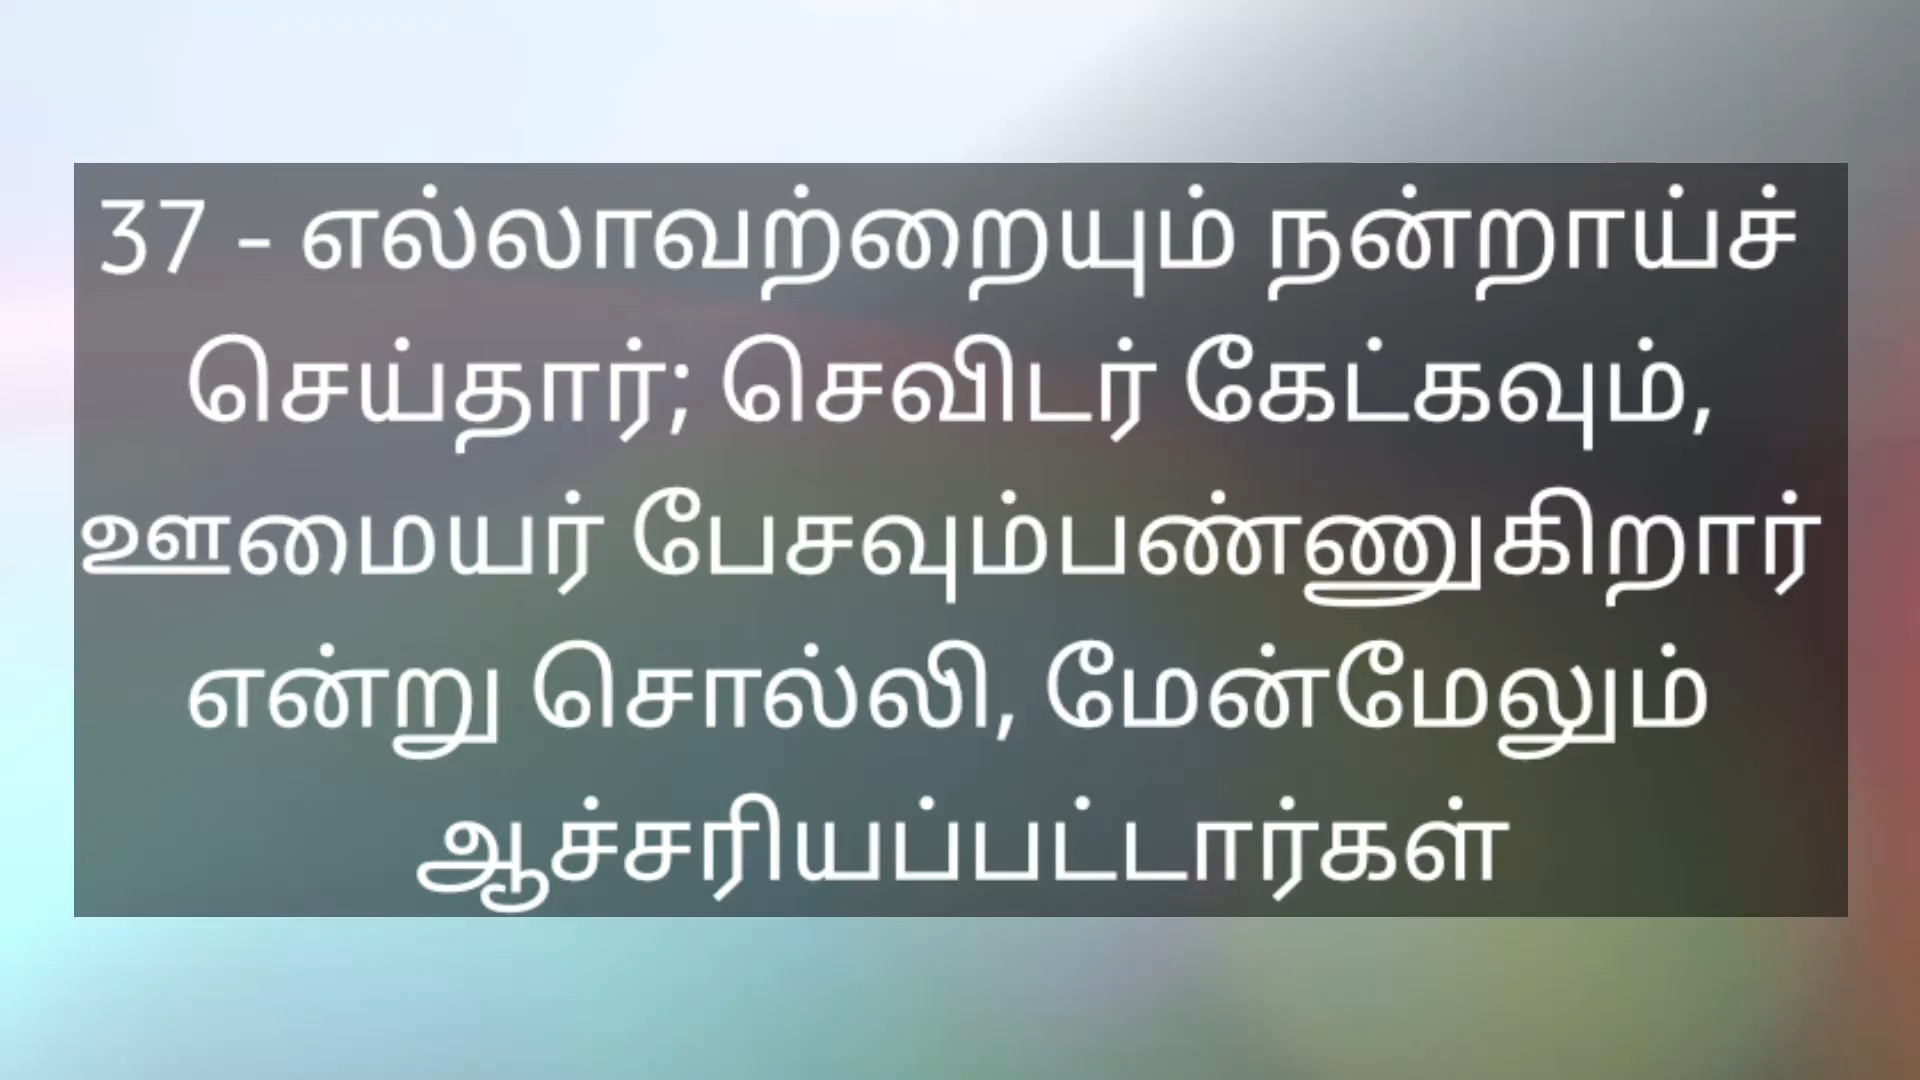 37 - எல்லாவற்றையும் நன்றாய்ச்
செய்தார்; செவிடர் கேட்கவும்,
ஊமையர் பேசவும்பண்ணுகிறார்
என்று சொல்லி, மேன்மேலும்
ஆச்சரியப்பட்டார்கள்